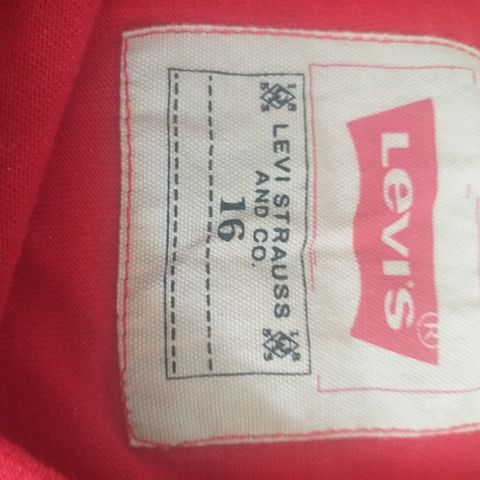 LeVI'S®
LEVI STRAUSS
AND CO.
16